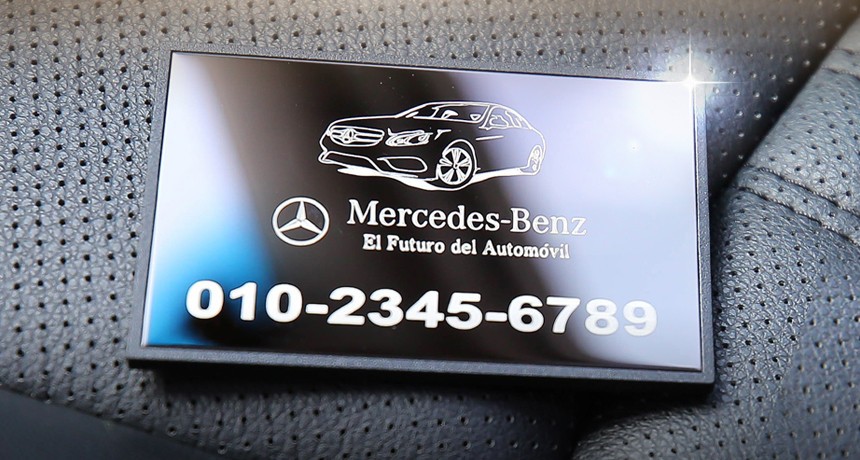 Mercedes-Benz
El Futuro del Automóvil
010-2345-6789